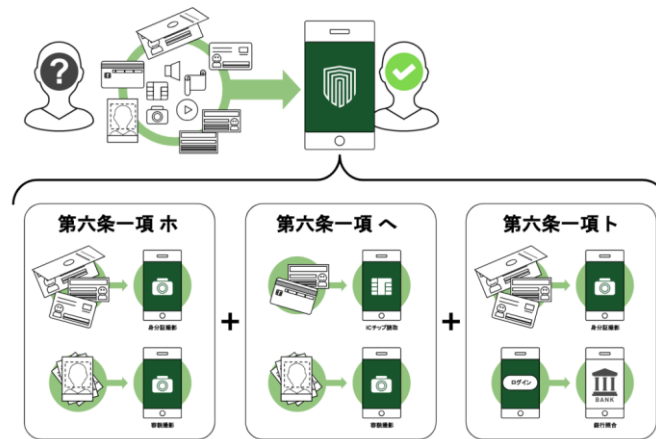 ?
第六条一項 ホ
身分証撮影
容貌撮影
+
第六条一項 ヘ
ICチップ読取
容貌撮影
+
第六条一項 ト
身分証撮影
ログイン
BANK
銀行照合